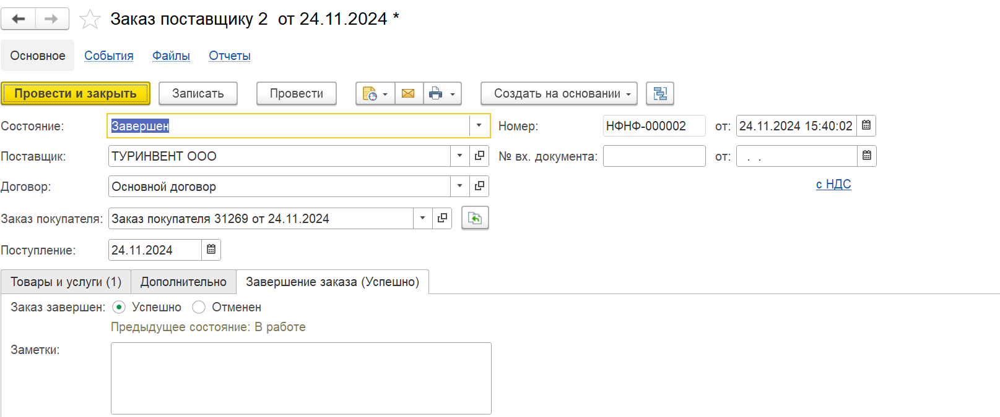 Заказ поставщику 2 от 24.11.2024 *
Основное События Файлы Отчеты
Провести и закрыть Записать Провести Создать на основании
Состояние: Завершен Номер: НФНФ-000002 от: 24.11.2024 15:40:02
Поставщик: ТУРИНВЕНТ ООО № вх. документа: от: . .
Договор: Основной договор с НДС
Заказ покупателя: Заказ покупателя 31269 от 24.11.2024
Поступление: 24.11.2024
Товары и услуги (1) Дополнительно Завершение заказа (Успешно)
Заказ завершен: Успешно Отменен
Предыдущее состояние: В работе
Заметки: